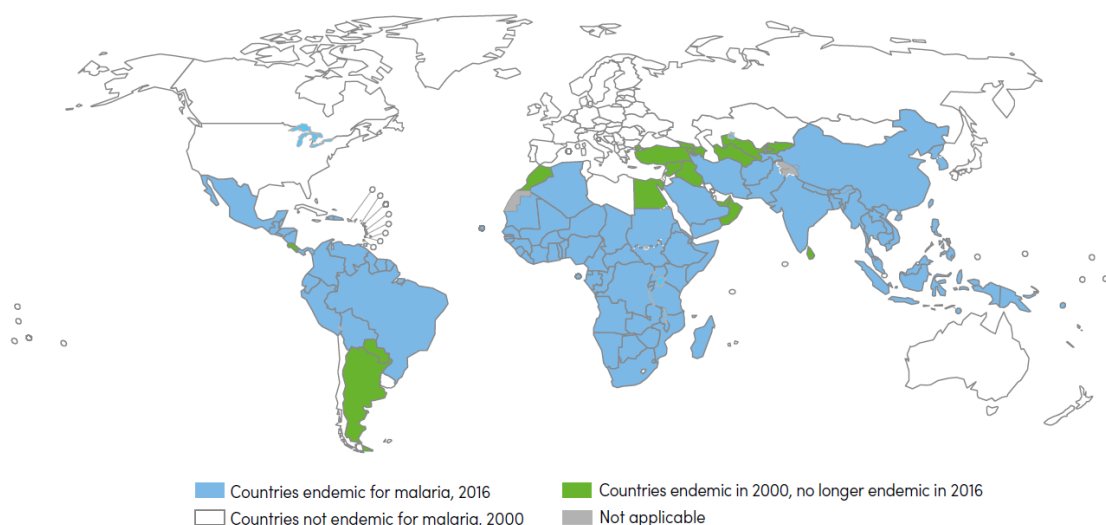 Countries endemic for malaria, 2016
Countries endemic in 2000, no longer endemic in 2016
Countries not endemic for malaria, 2000
Not applicable